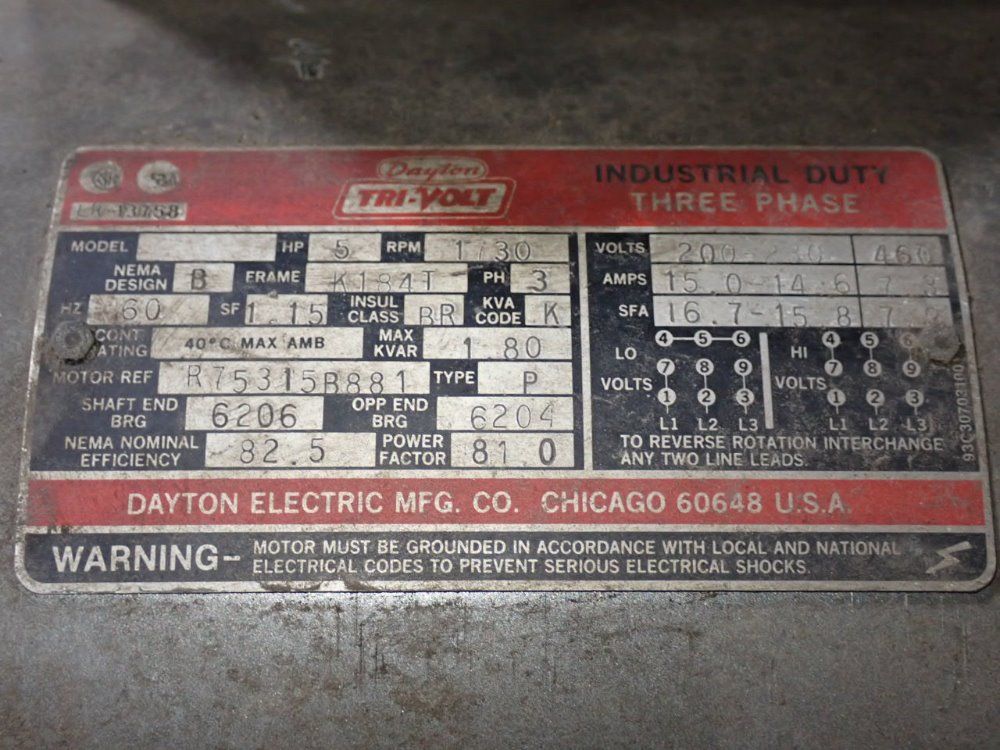 Dayton
TRI-VOLT
INDUSTRIAL DUTY
THREE PHASE
LR-13758
MODEL HP 5 RPM 1730
NEMA DESIGN B FRAME K184T PH 3
HZ 60 SF 1.15 INSUL CLASS BR KVA CODE K
CONT RATING 40°C MAX AMB MAX KVAR 1.80
MOTOR REF R75315B881 TYPE P
SHAFT END BRG 6206 OPP END BRG 6204
NEMA NOMINAL EFFICIENCY 82.5 POWER FACTOR 81.0
VOLTS 200-230 460
AMPS 15.0-14.6 7.3
SFA 16.7-15.8
LO VOLTS
4 5 6
7 8 9
1 2 3
L1 L2 L3
HI VOLTS
4 5 6
7 8 9
1 2 3
L1 L2 L3
TO REVERSE ROTATION INTERCHANGE
ANY TWO LINE LEADS.
93C30703100
DAYTON ELECTRIC MFG. CO. CHICAGO 60648 U.S.A.
WARNING- MOTOR MUST BE GROUNDED IN ACCORDANCE WITH LOCAL AND NATIONAL
ELECTRICAL CODES TO PREVENT SERIOUS ELECTRICAL SHOCKS.